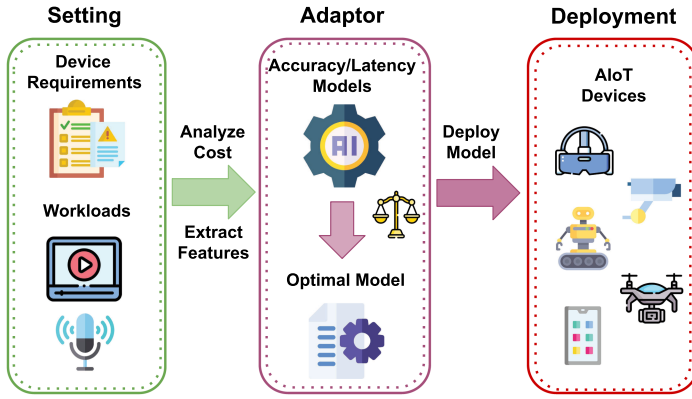 Setting
Device
Requirements
Workloads
Analyze
Cost
Extract
Features
Adaptor
Accuracy/Latency
Models
AI
Optimal Model
Deploy
Model
Deployment
AIoT
Devices